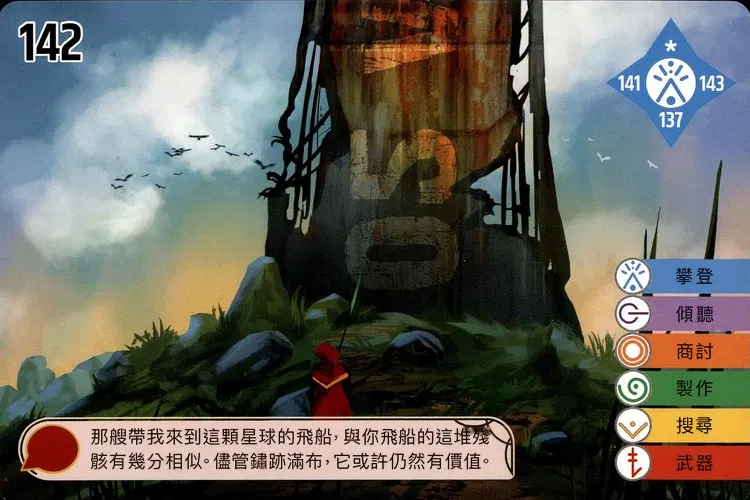 142
*
141
143
137
05
攀登
傾聽
商討
製作
搜尋
武器
那艘帶我來到這顆星球的飛船，與你飛船的這堆殘
骸有幾分相似。儘管鏽跡滿布，它或許仍然有價值。